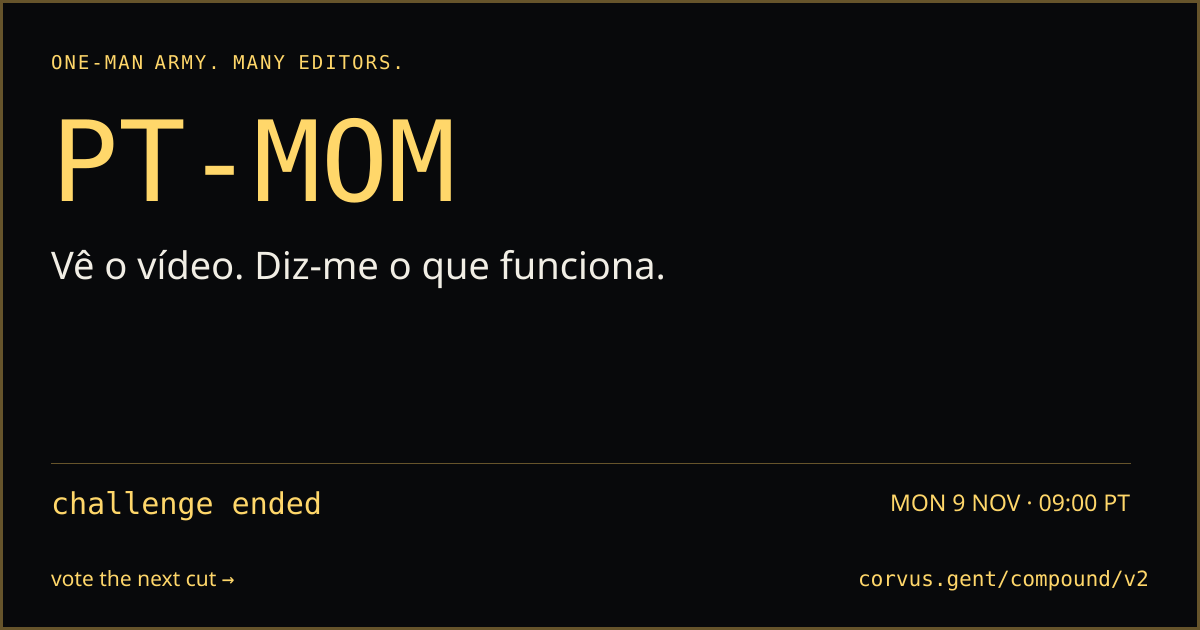 ONE-MAN ARMY. MANY EDITORS.
PT-MOM
Vê o vídeo. Diz-me o que funciona.
challenge ended
MON 9 NOV · 09:00 PT
vote the next cut →
corvus.gent/compound/v2